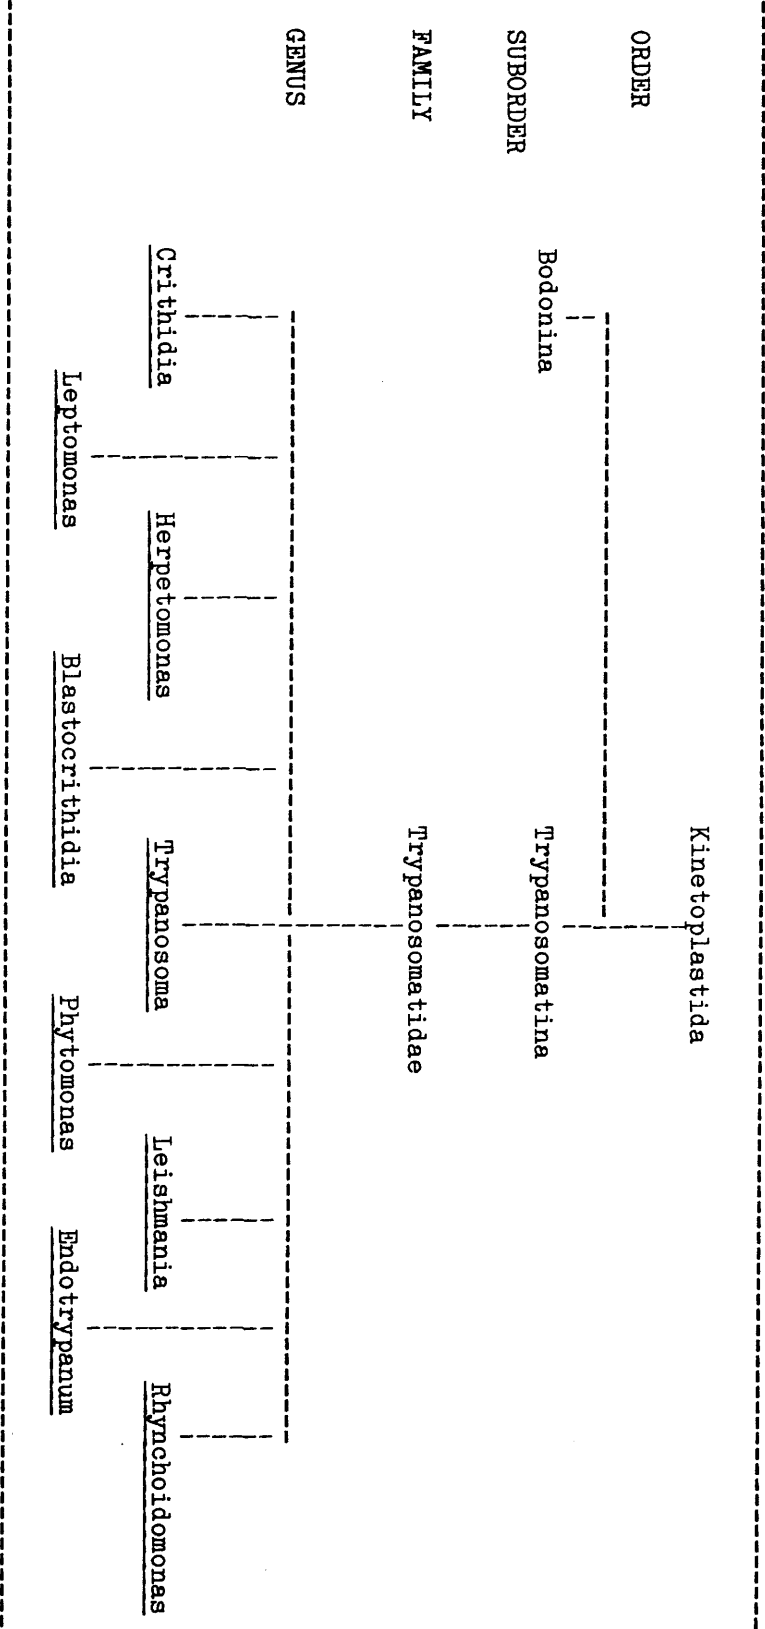 ORDER Kinetoplastida
SUBORDER Bodonina Trypanosomatina
FAMILY Trypanosomatidae
GENUS
Crithidia Herpetomonas Trypanosoma Leishmania Rhynchoidomonas
Leptomonas Blastocrithidia Phytomonas Endotrypanum